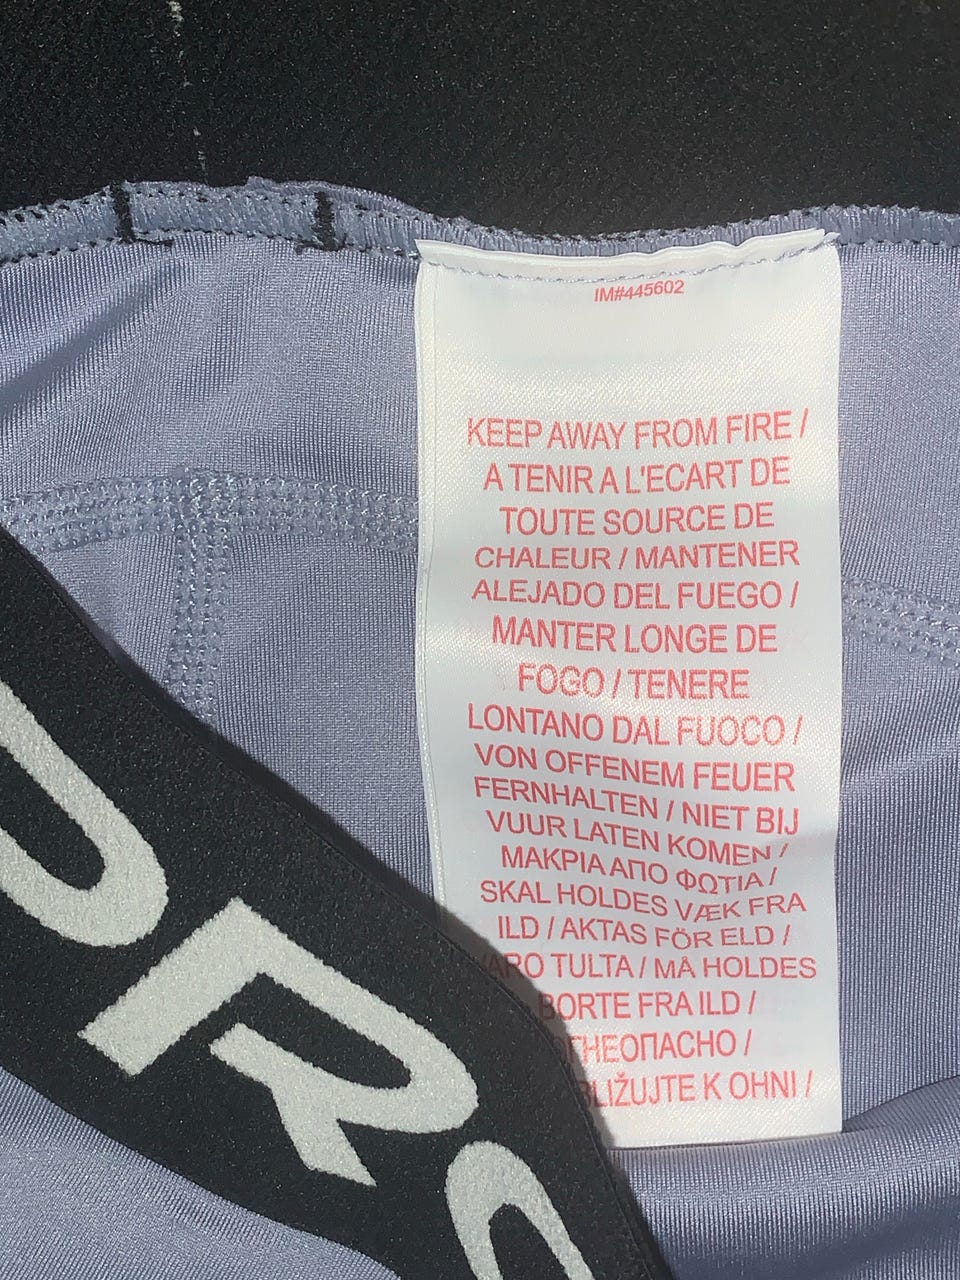 IM#445602
KEEP AWAY FROM FIRE /
A TENIR A L'ECART DE
TOUTE SOURCE DE
CHALEUR / MANTENER
ALEJADO DEL FUEGO /
MANTER LONGE DE
FOGO / TENERE
LONTANO DAL FUOCO /
VON OFFENEM FEUER
FERNHALTEN / NIET BIJ
VUUR LATEN KOMEN /
ΜΑΚΡΙΑ ΑΠΟ ΦΩΤΙΑ /
SKAL HOLDES VÆK FRA
ILD / AKTAS FÖR ELD /
TULTA / MÅ HOLDES
BORTE FRA ILD /
/
K OHNI /
PR